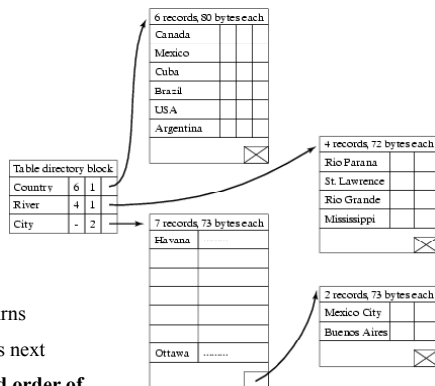 6 records, 80 bytes each
Canada
Mexico
Cuba
Brazil
USA
Argentina
4 records, 72 bytes each
Rio Parana
St. Lawrence
Rio Grande
Mississippi
Table directory block
Country 6 1
River 4 1
City - 2
7 records, 73 bytes each
Havana ........
Ottawa .........
2 records, 73 bytes each
Mexico City
Buenos Aires
urns
s next
d order of